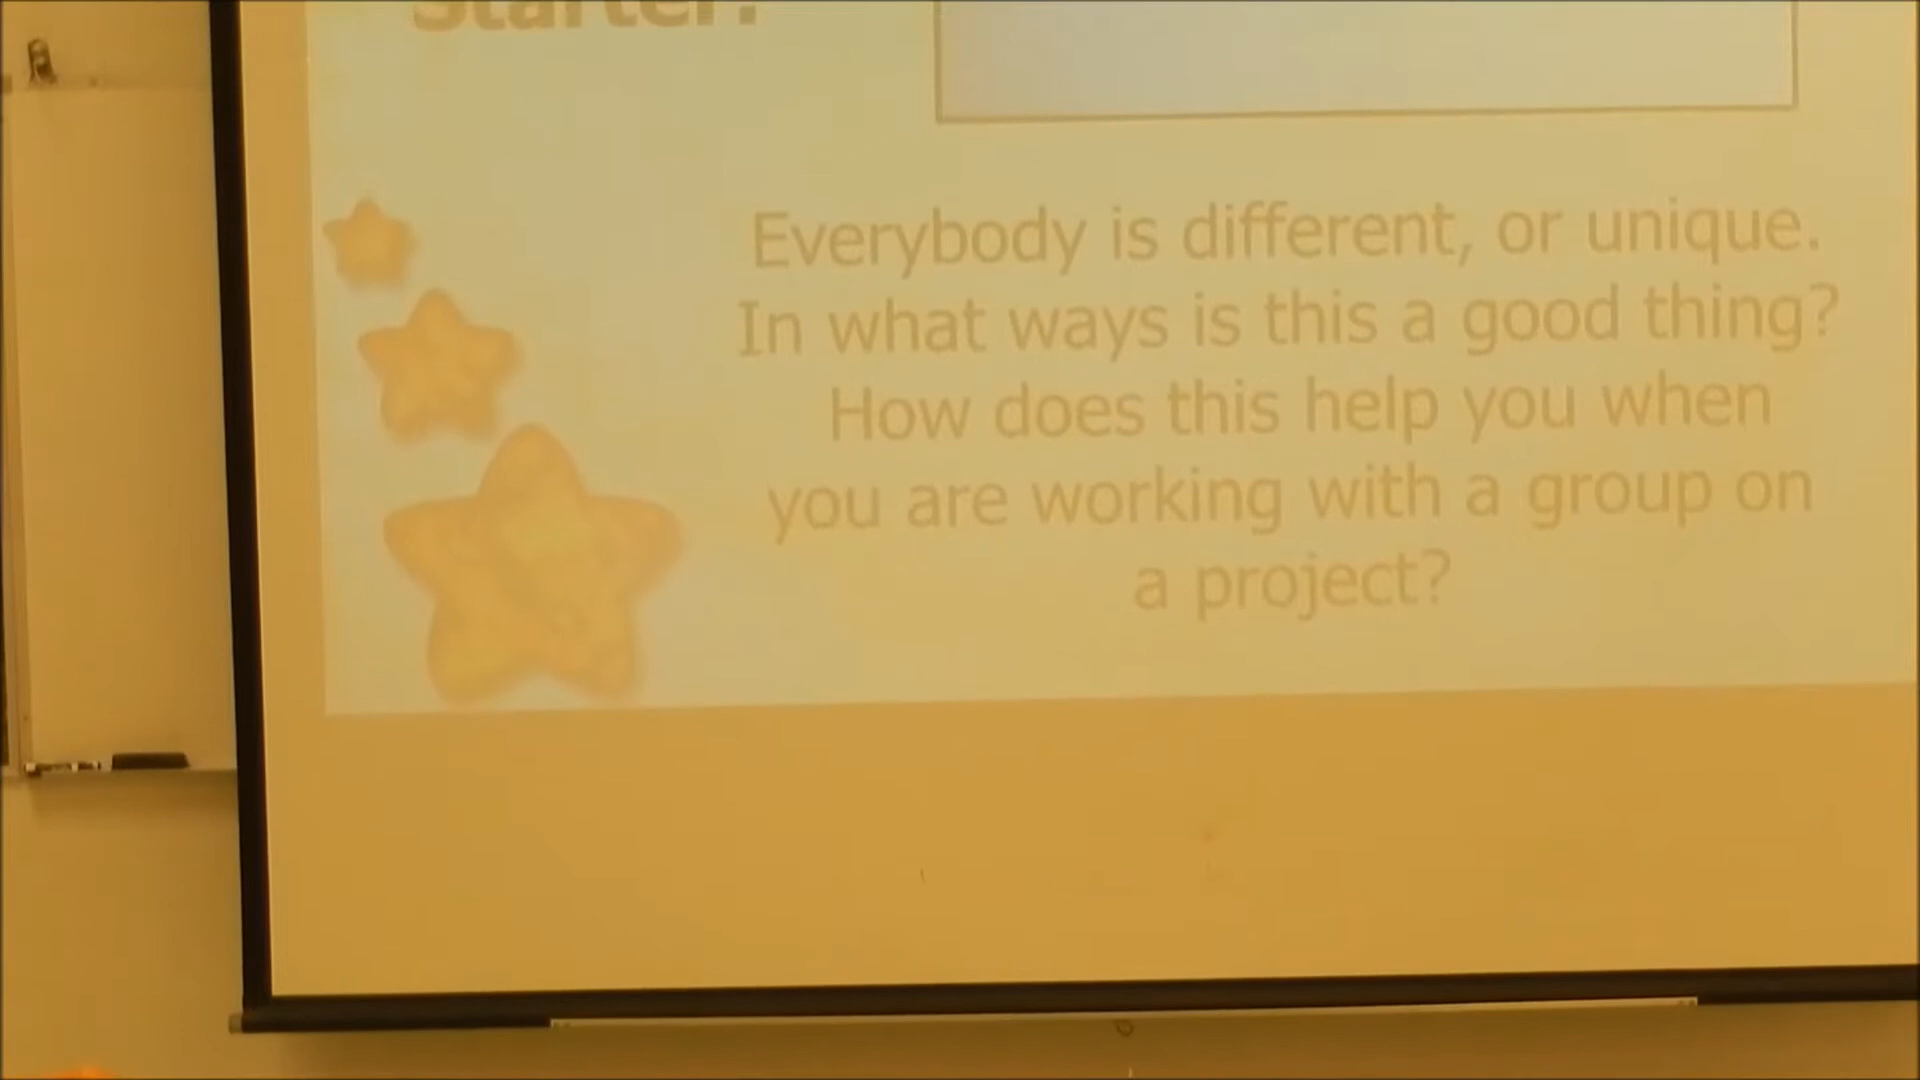 Starter:
Everybody is different, or unique.
In what ways is this a good thing?
How does this help you when
you are working with a group on
a project?